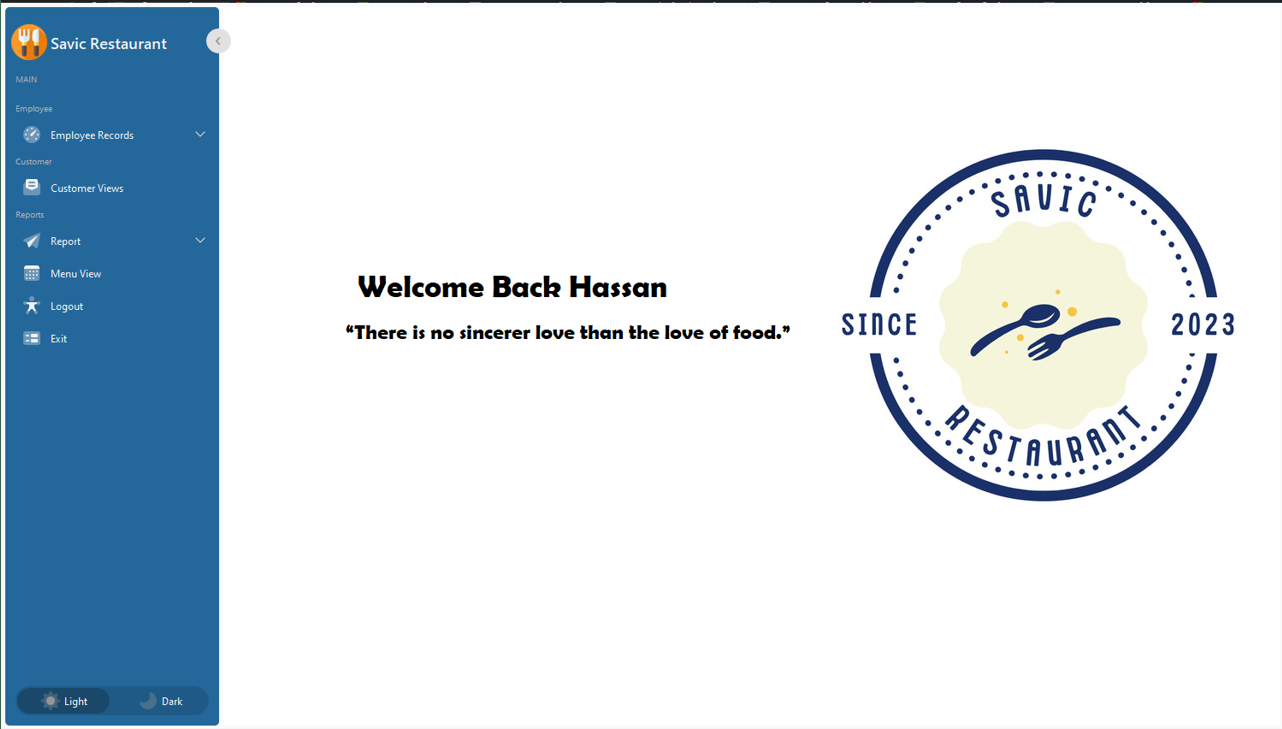 Savic Restaurant
MAIN
Employee
Employee Records
Customer
Customer Views
Reports
Report
Menu View
Logout
Exit
Light
Dark
Welcome Back Hassan
“There is no sincerer love than the love of food.”
SAVIC
SINCE
2023
RESTAURANT